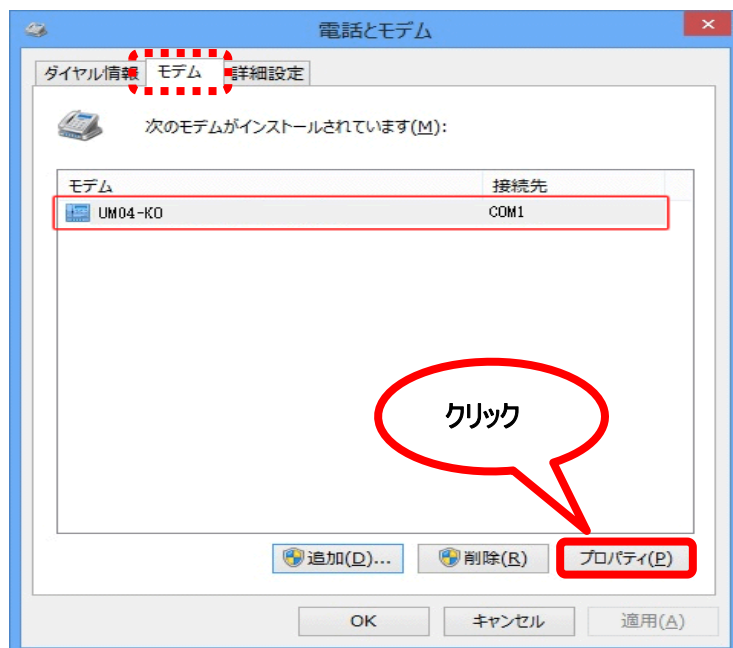 電話とモデム
ダイヤル情報 モデム 詳細設定
次のモデムがインストールされています(M):
モデム 接続先
UM04-KO COM1
クリック
追加(D)... 削除(R) プロパティ(P)
OK キャンセル 適用(A)